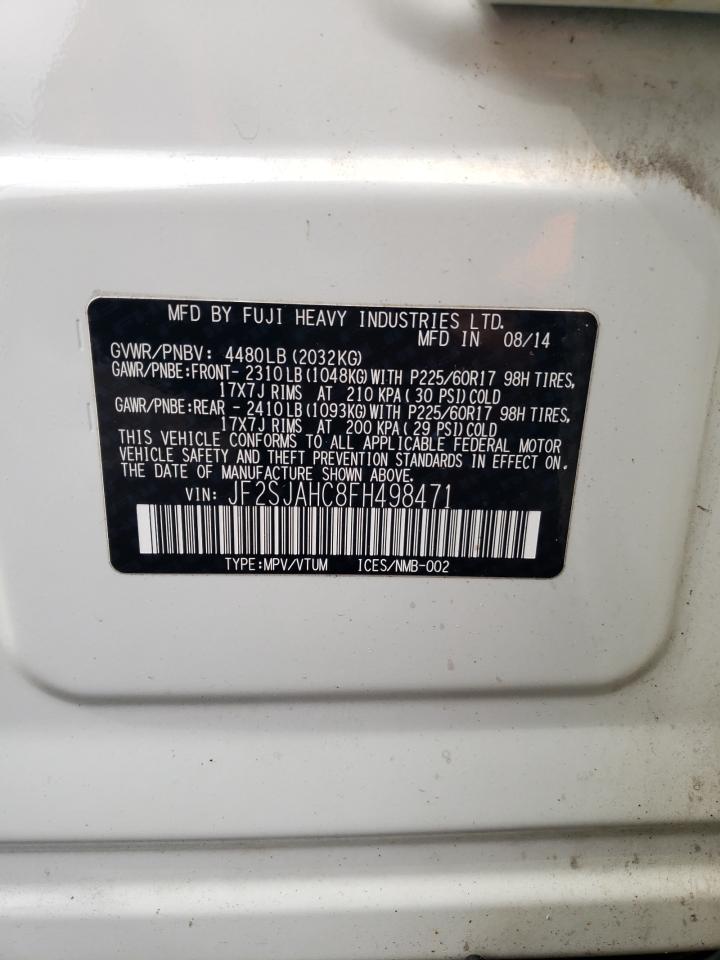 MFD BY FUJI HEAVY INDUSTRIES LTD.
MFD IN 08/14
GVWR/PNBV: 4480LB(2032KG)
GAWR/PNBE:FRONT- 2310LB(1048KG)WITH P225/60R17 98H TIRES,
17X7J RIMS AT 210KPA(30 PSI)COLD
GAWR/PNBE:REAR - 2410LB(1093KG)WITH P225/60R17 98H TIRES,
17X7J RIMS AT 200KPA(29 PSI)COLD
THIS VEHICLE CONFORMS TO ALL APPLICABLE FEDERAL MOTOR
VEHICLE SAFETY AND THEFT PREVENTION STANDARDS IN EFFECT ON
THE DATE OF MANUFACTURE SHOWN ABOVE.
VIN: JF2SJAHC8FH498471
TYPE:MPV/VTUM ICES/NMB-002